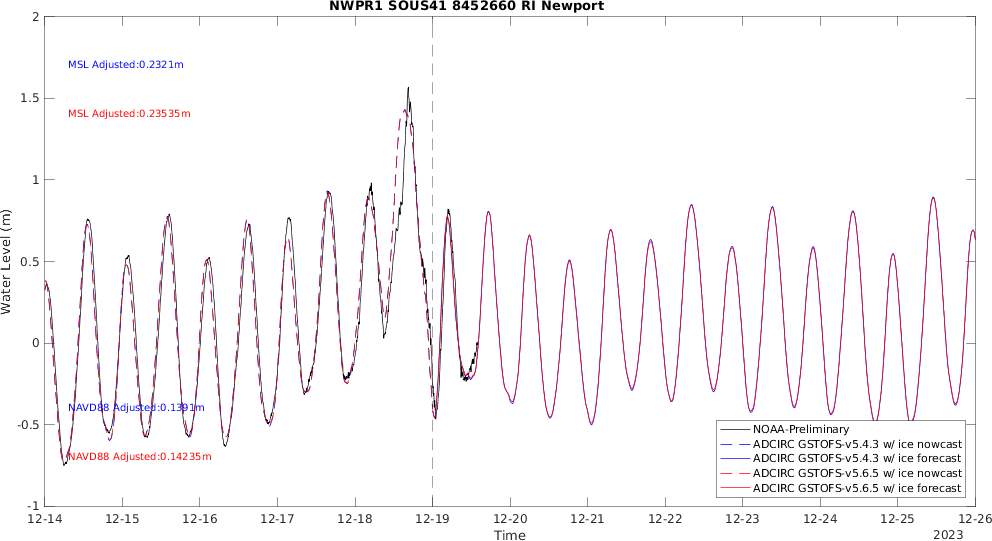 NWPR1 SOUS41 8452660 RI Newport
2
MSL Adjusted:0.2321m
1.5
MSL Adjusted:0.23535m
1
Water Level (m)
0.5
0
NAVD88 Adjusted:0.1391m
-0.5
NOAA-Preliminary
ADCIRC GSTOFS-v5.4.3 w/ ice nowcast
ADCIRC GSTOFS-v5.4.3 w/ ice forecast
ADCIRC GSTOFS-v5.6.5 w/ ice nowcast
ADCIRC GSTOFS-v5.6.5 w/ ice forecast
NAVD88 Adjusted:0.14235m
-1
12-14 12-15 12-16 12-17 12-18 12-19 12-20 12-21 12-22 12-23 12-24 12-25 12-26
Time
2023